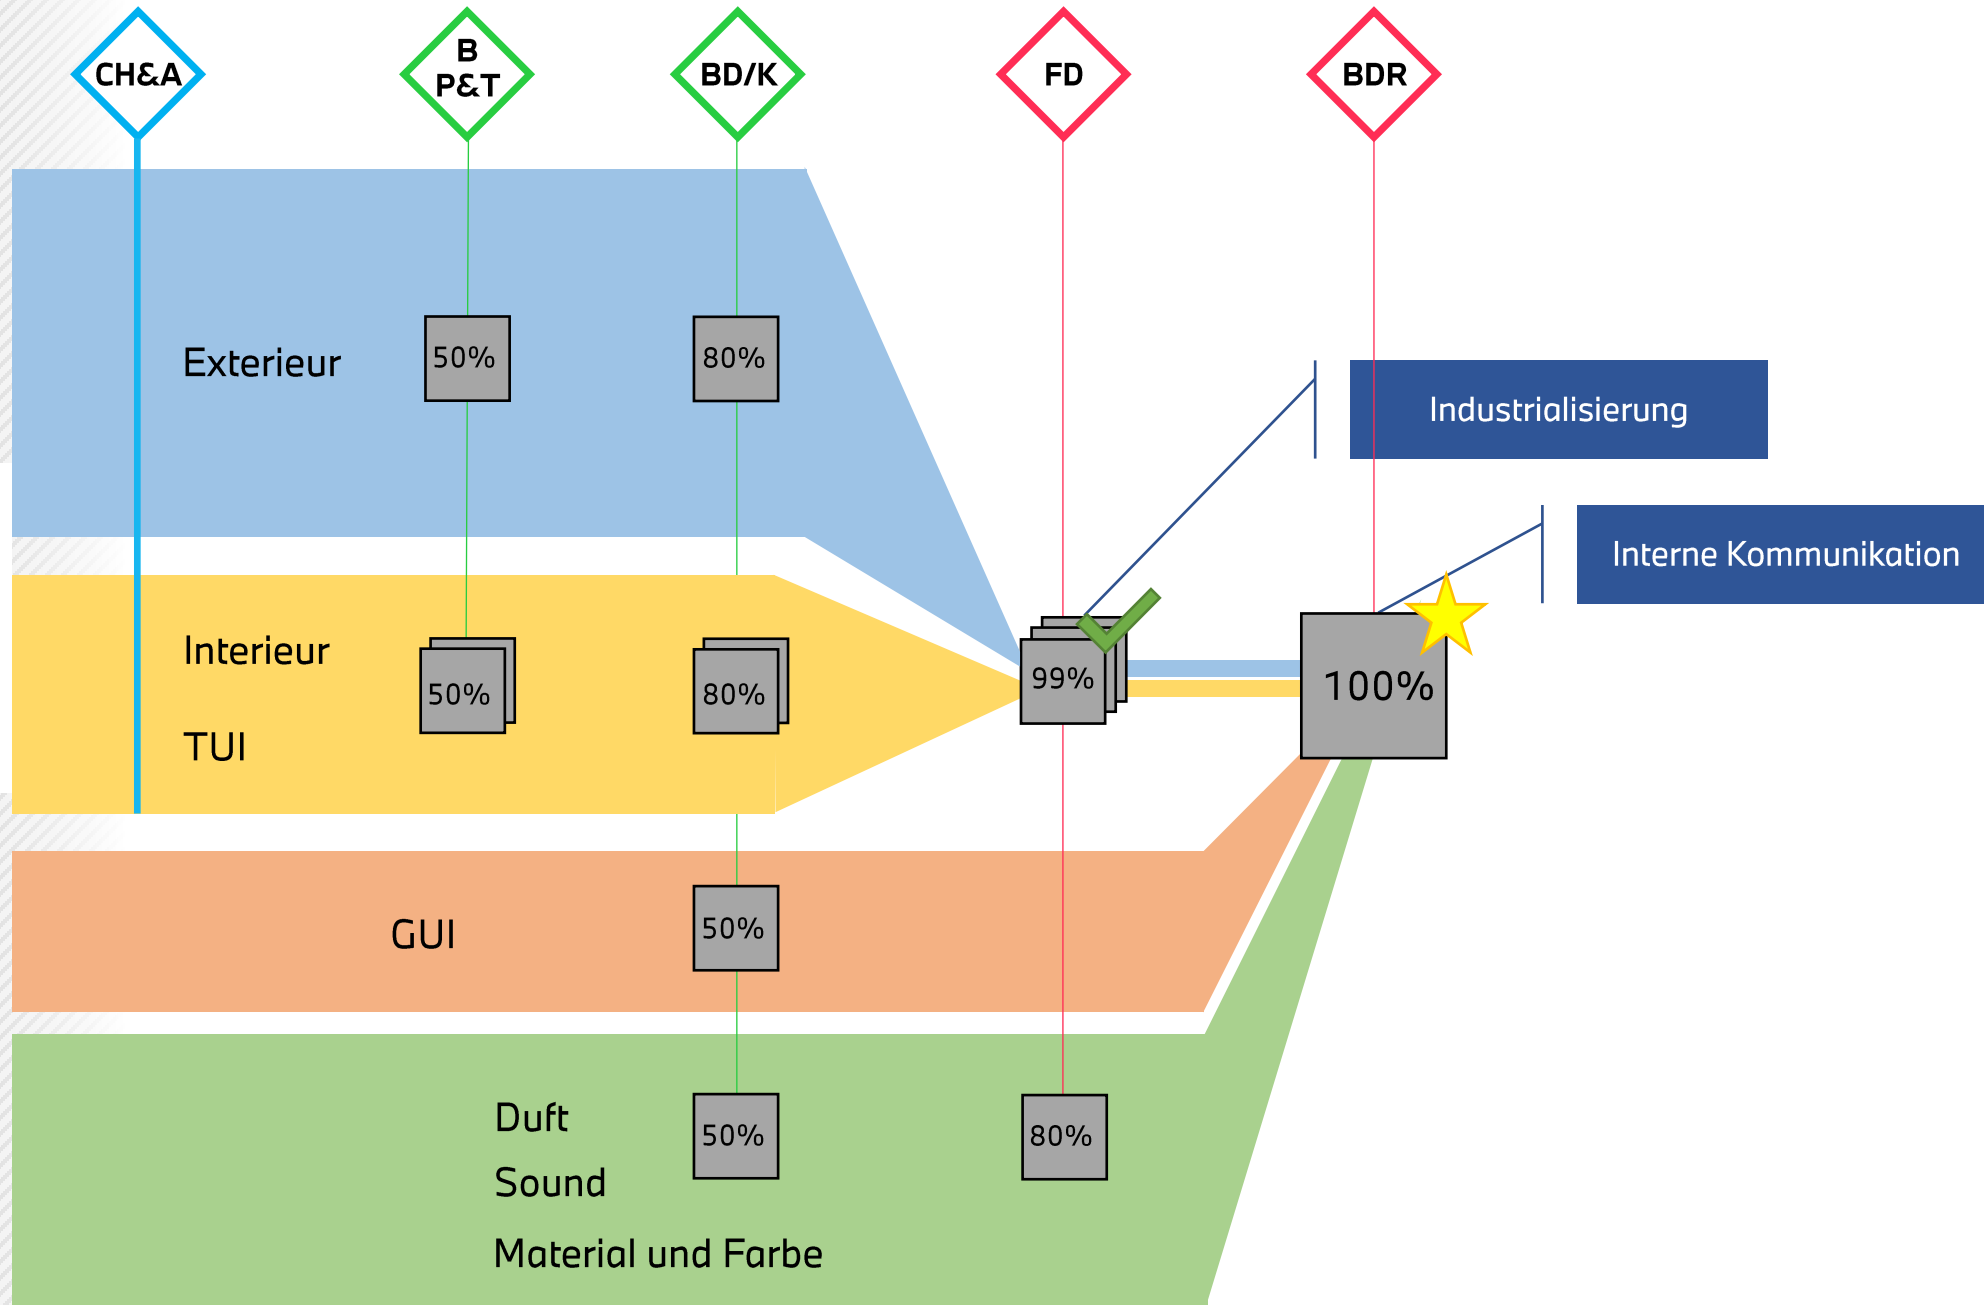 CH&A
B
P&T
BD/K
FD
BDR
Exterieur
50%
80%
Industrialisierung
Interne Kommunikation
Interieur
TUI
50%
80%
99%
100%
GUI
50%
Duft
Sound
Material und Farbe
50%
80%